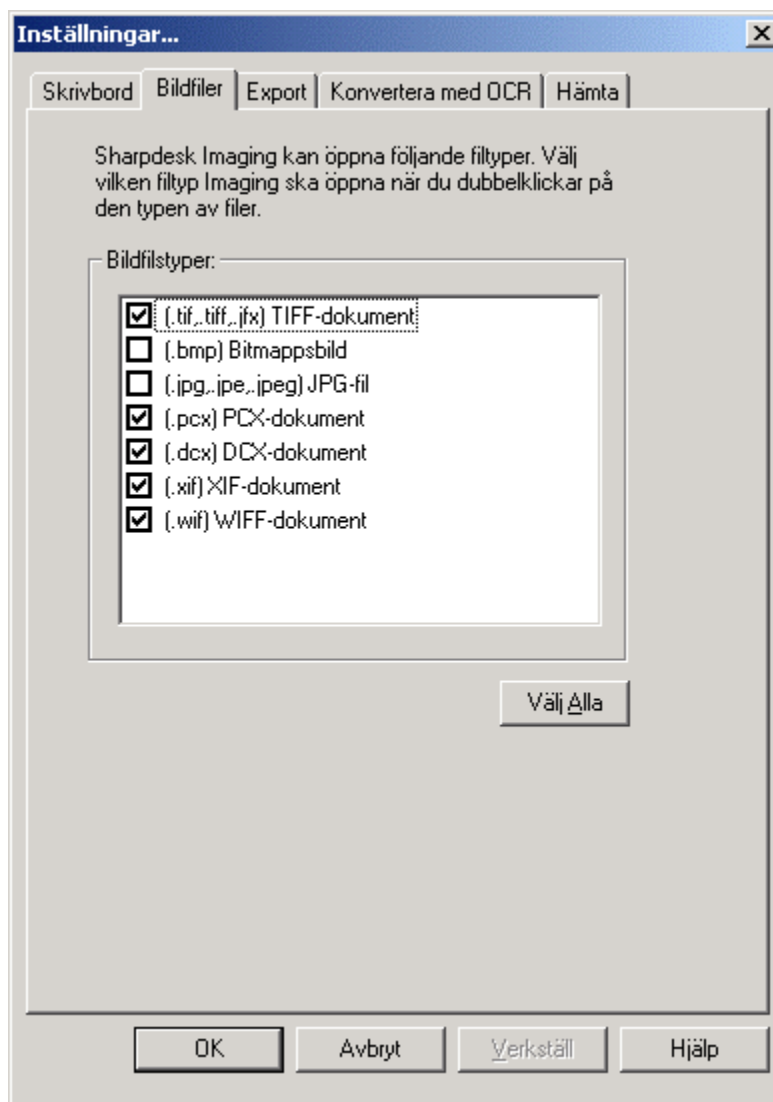 Inställningar...
Skrivbord Bildfiler Export Konvertera med OCR Hämta
Sharpdesk Imaging kan öppna följande filtyper. Välj
vilken filtyp Imaging ska öppna när du dubbelklickar på
den typen av filer.
Bildfilstyper:
(.tif,.tiff,.jfx) TIFF-dokument
(.bmp) Bitmappsbild
(.jpg,.jpe,.jpeg) JPG-fil
(.pcx) PCX-dokument
(.dcx) DCX-dokument
(.xif) XIF-dokument
(.wif) WIFF-dokument
Välj Alla
OK Avbryt Verkställ Hjälp